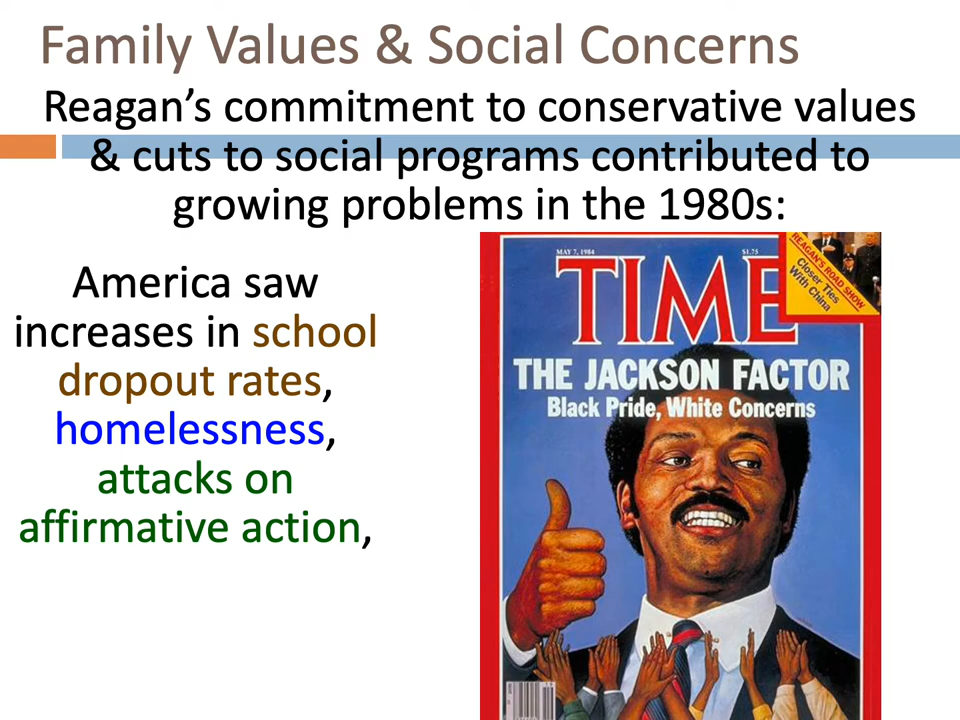 Family Values & Social Concerns
Reagan’s commitment to conservative values
& cuts to social programs contributed to
growing problems in the 1980s:
America saw
increases in school
dropout rates,
homelessness,
attacks on
affirmative action,
MAY 7, 1984
$1.75
REAGAN'S ROAD SHOW
Closer Ties
With China
TIME
THE JACKSON FACTOR
Black Pride, White Concerns